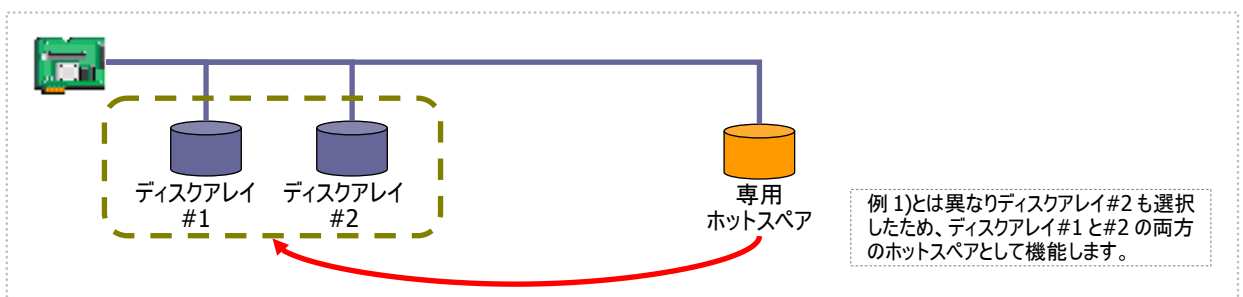 ディスクアレイ
#1
ディスクアレイ
#2
専用
ホットスペア
例 1)とは異なりディスクアレイ#2 も選択
したため、ディスクアレイ#1 と#2 の両方
のホットスペアとして機能します。